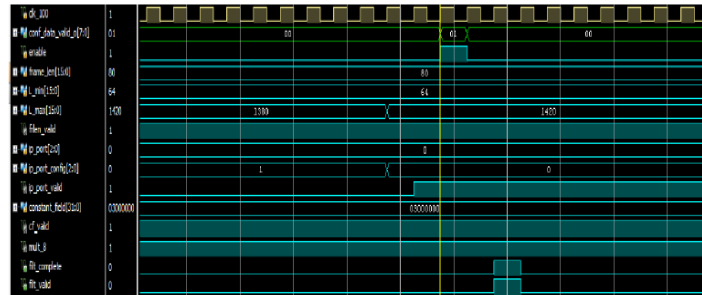 clk_100 1
conf_data_valid_o[7:0] 01 00 01 00
enable 1
frame_len[15:0] 80 80
L_min[15:0] 64 64
L_max[15:0] 1420 1380 1420
fillen_valid 1
ip_port[2:0] 0 0
ip_port_config[2:0] 0 1 0
ip_port_valid 1
constant_field[31:0] 03000000 03000000
cf_valid 1
mult_8 1
filt_complete 0
filt_valid 0